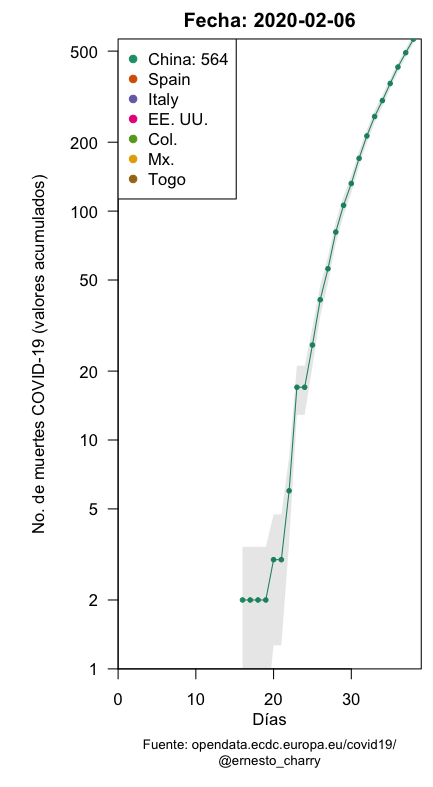 Fecha: 2020-02-06
No. de muertes COVID-19 (valores acumulados)
500
200
100
50
20
10
5
2
1
China: 564
Spain
Italy
EE. UU.
Col.
Mx.
Togo
0 10 20 30
Días
Fuente: opendata.ecdc.europa.eu/covid19/
@ernesto_charry